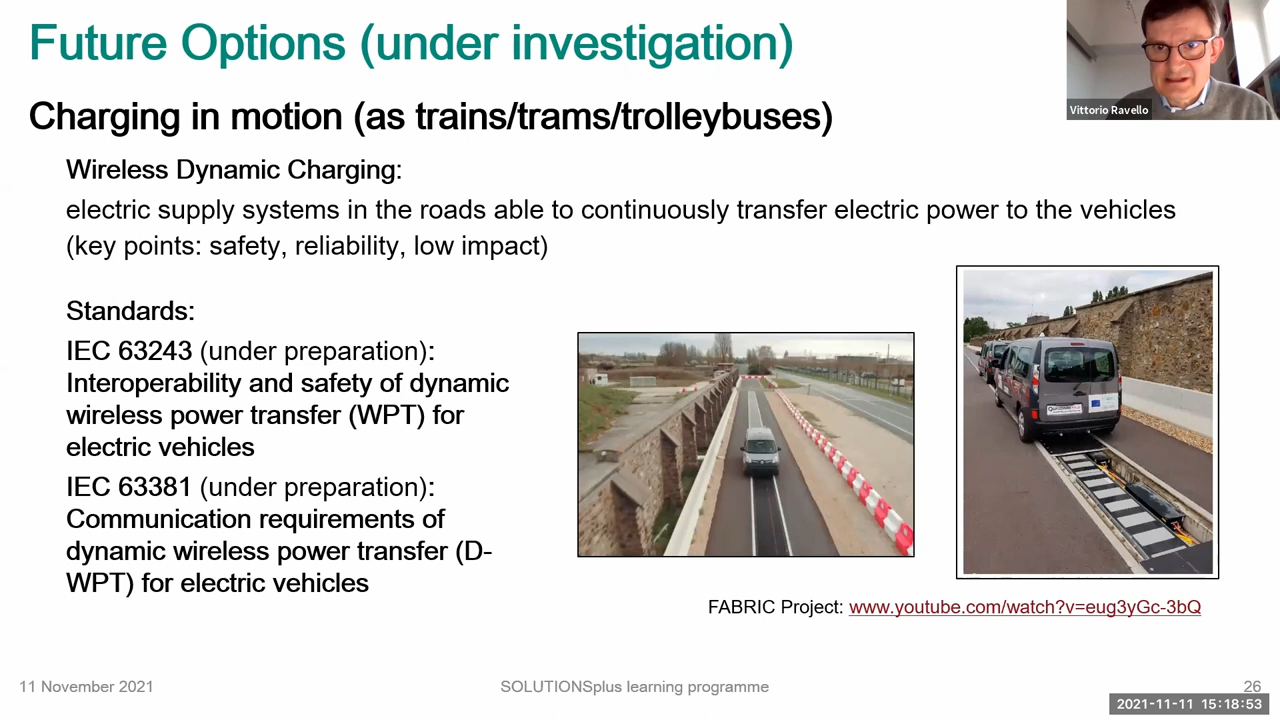 Future Options (under investigation)
Vittorio Ravello
Charging in motion (as trains/trams/trolleybuses)
Wireless Dynamic Charging:
electric supply systems in the roads able to continuously transfer electric power to the vehicles
(key points: safety, reliability, low impact)
Standards:
IEC 63243 (under preparation):
Interoperability and safety of dynamic
wireless power transfer (WPT) for
electric vehicles
IEC 63381 (under preparation):
Communication requirements of
dynamic wireless power transfer (D-
WPT) for electric vehicles
FABRIC Project: www.youtube.com/watch?v=eug3yGc-3bQ
11 November 2021
SOLUTIONSplus learning programme
26
2021-11-11 15:18:53